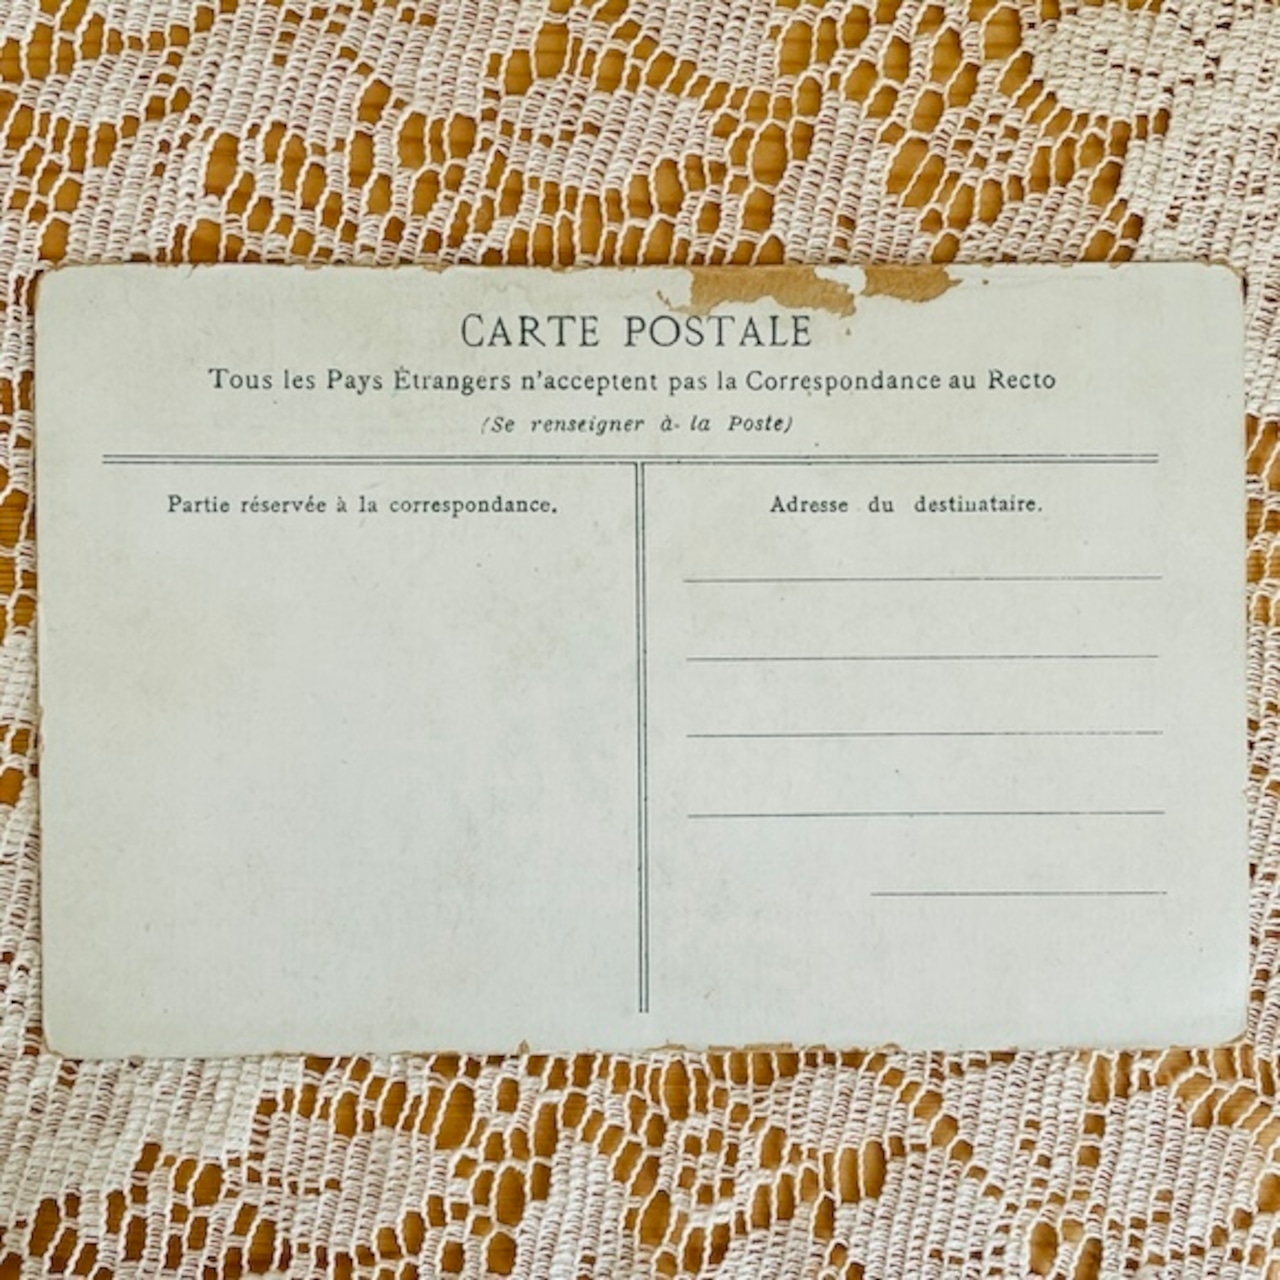 CARTE POSTALE
Tous les Pays Étrangers n'acceptent pas la Correspondance au Recto
(Se renseigner à la Poste)
Partie réservée à la correspondance.
Adresse du destinataire.